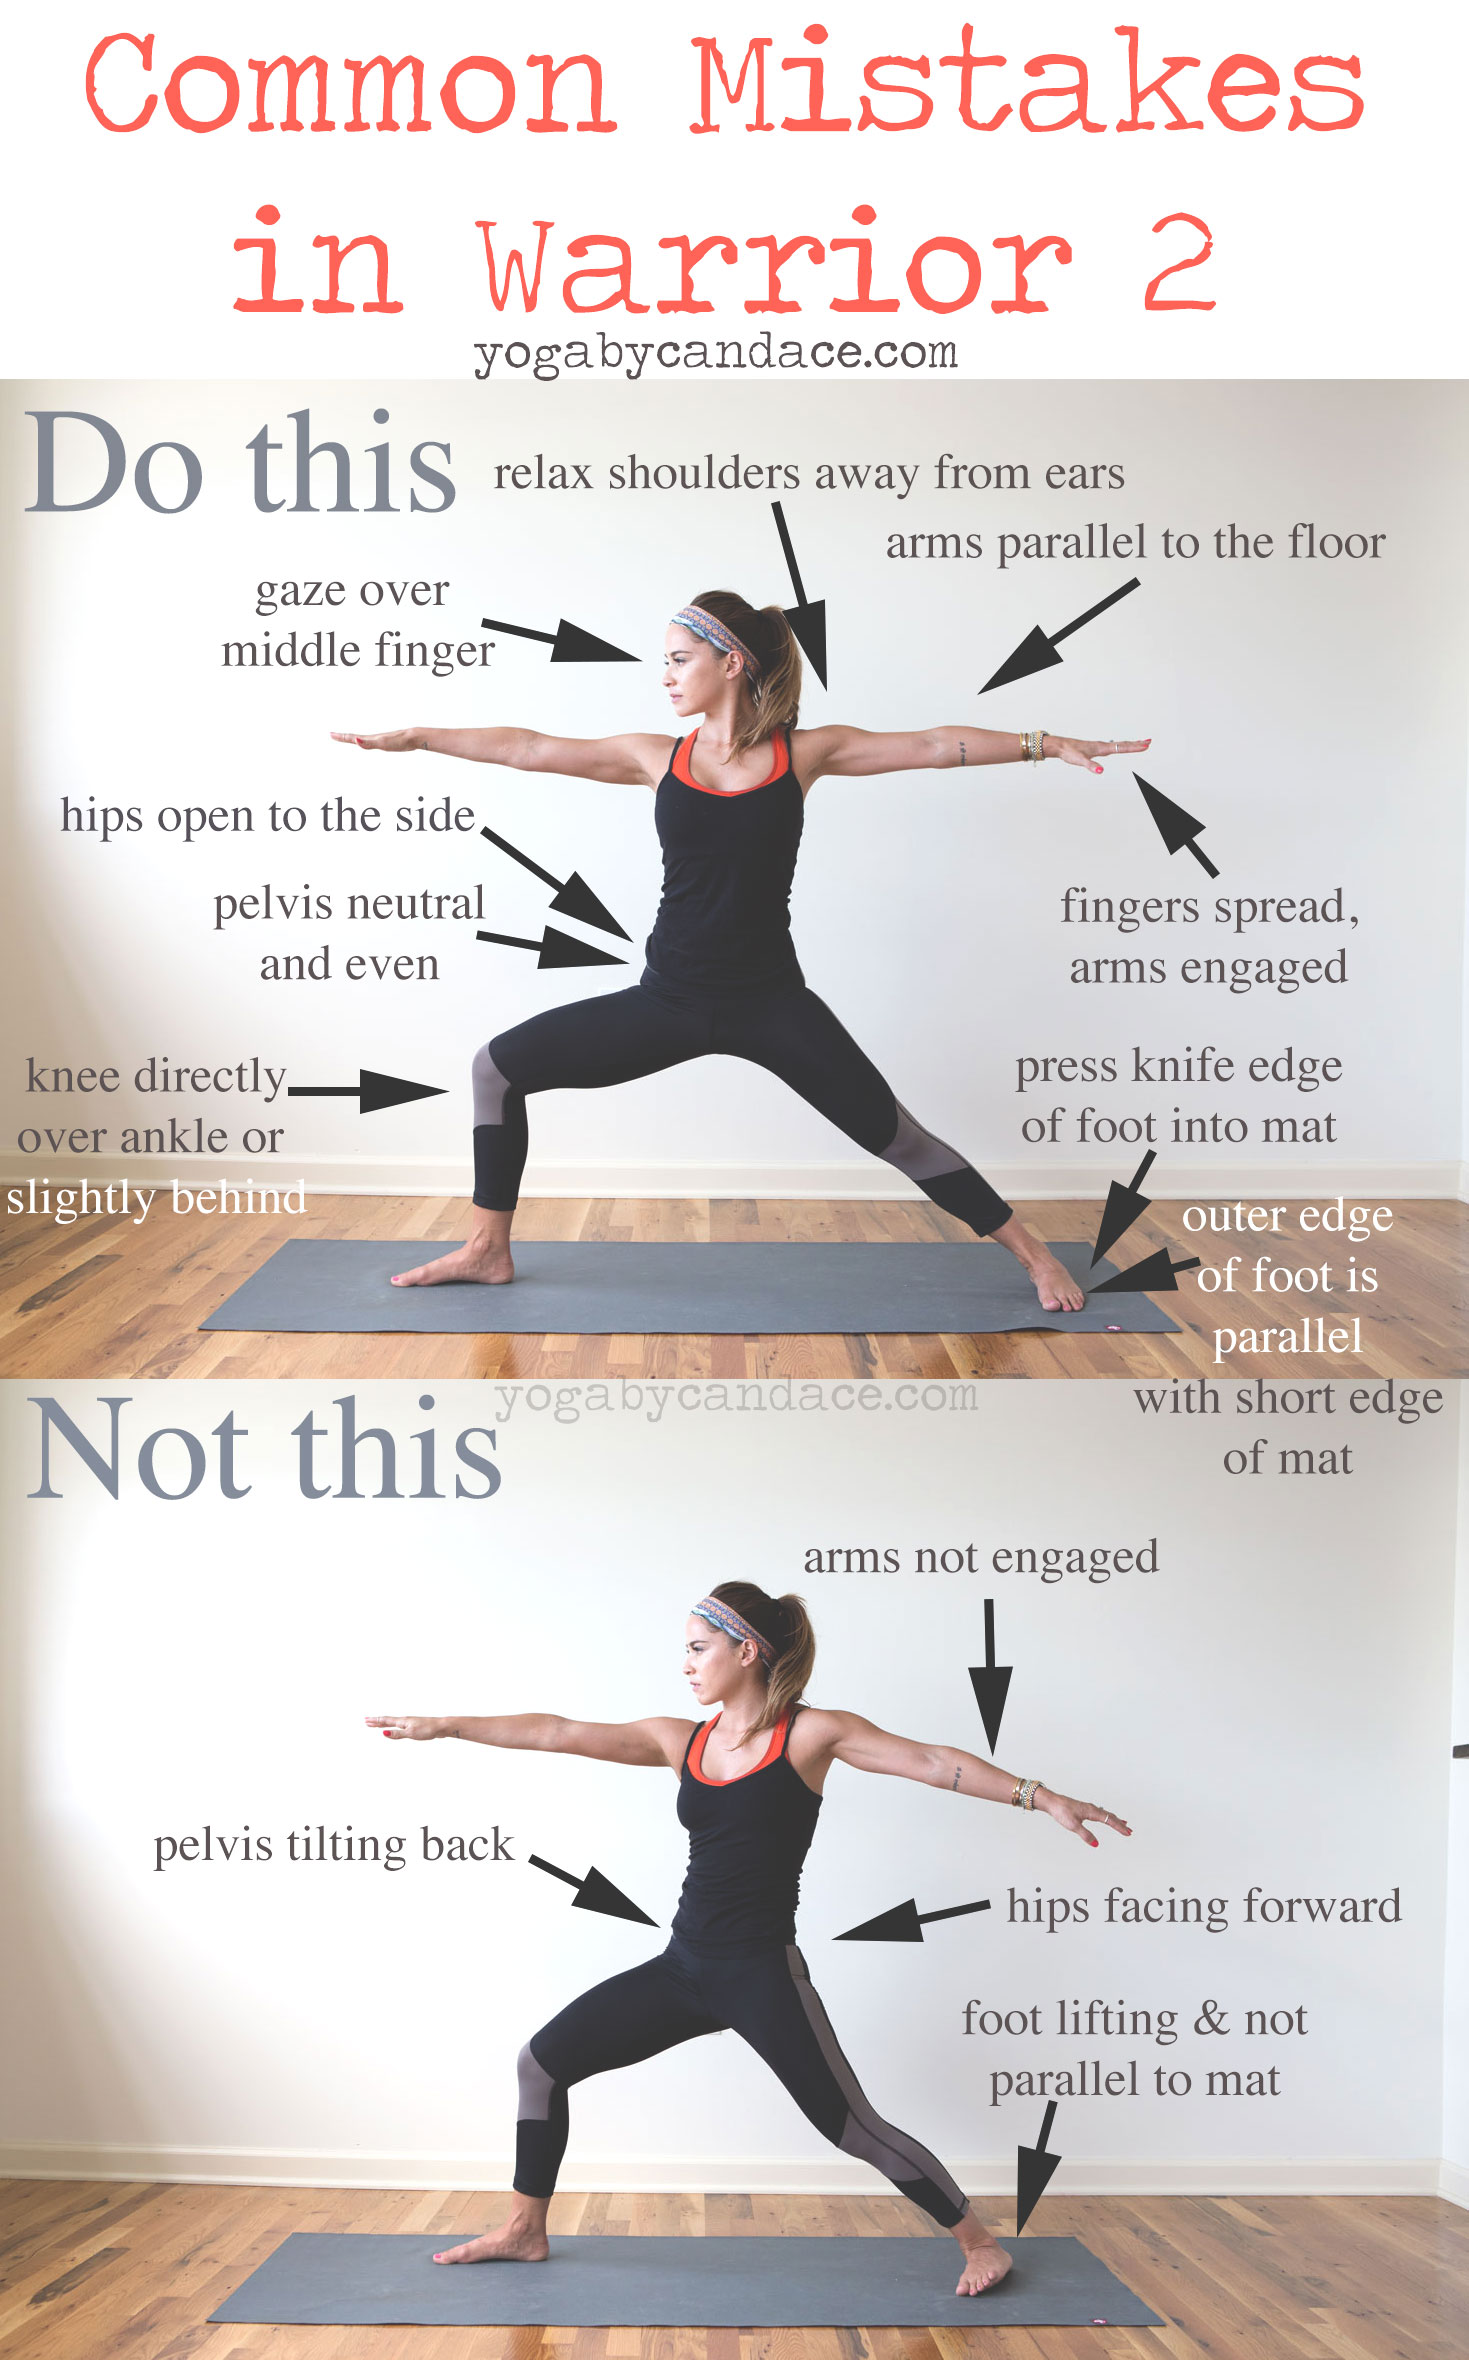 Common Mistakes
in Warrior 2
yogabycandace.com
Do this
relax shoulders away from ears
arms parallel to the floor
gaze over
middle finger
hips open to the side
pelvis neutral
and even
fingers spread,
arms engaged
knee directly
over ankle or
slightly behind
press knife edge
of foot into mat
outer edge
of foot is
parallel
with short edge
of mat
yogabycandace.com
Not this
arms not engaged
pelvis tilting back
hips facing forward
foot lifting & not
parallel to mat